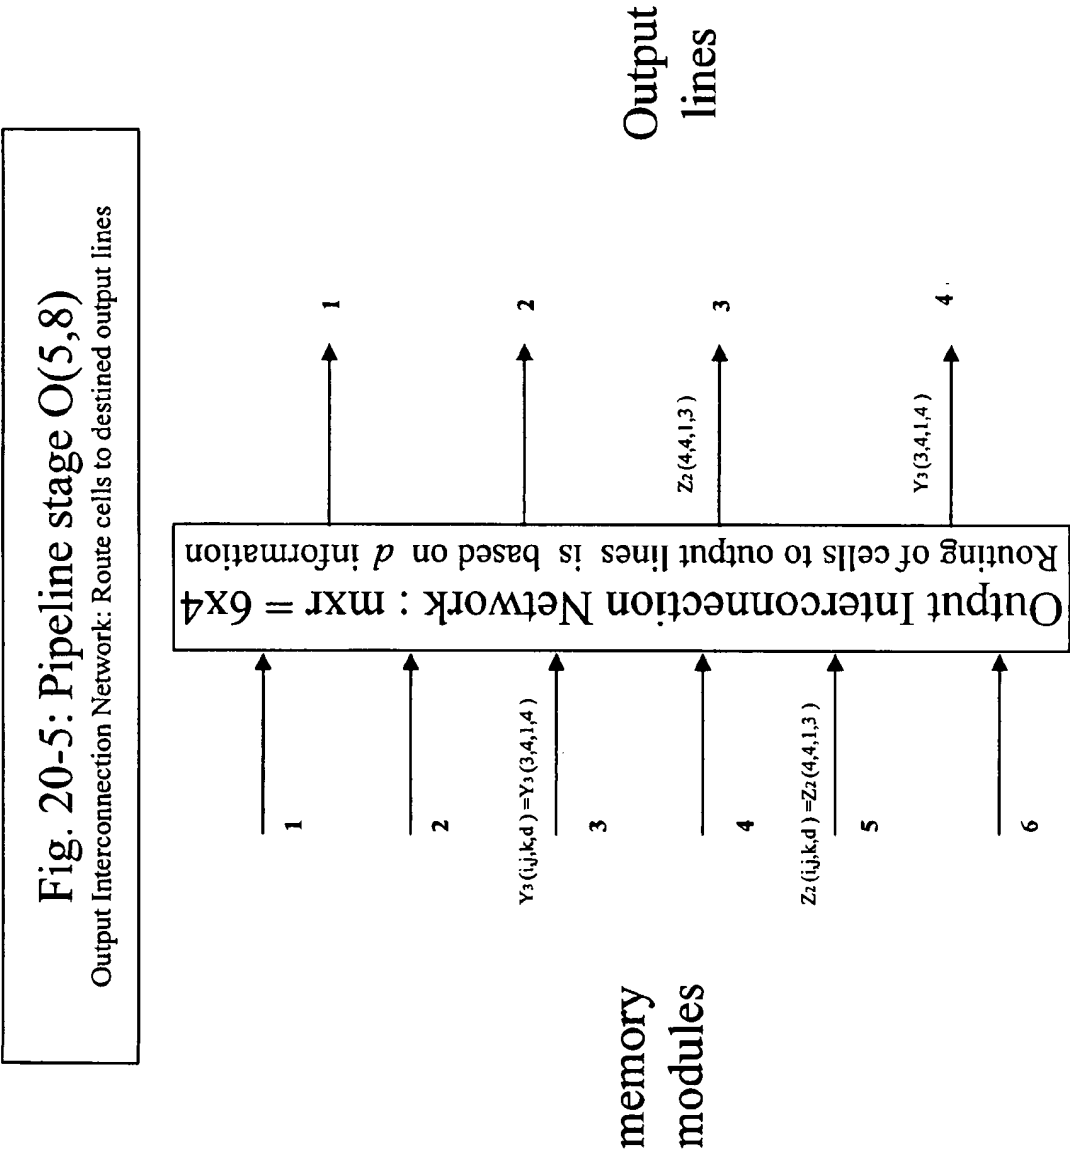 Fig. 20-5: Pipeline stage O(5,8)
Output Interconnection Network: Route cells to destined output lines
memory
modules
1
2
Y3(i,j,k,d)=Y3(3,4,1,4)
3
4
Z2(i,j,k,d)=Z2(4,4,1,3)
5
6
Output Interconnection Network : mxr = 6x4
Routing of cells to output lines is based on d information
1
2
Z2(4,4,1,3)
3
Y3(3,4,1,4)
4
Output
lines